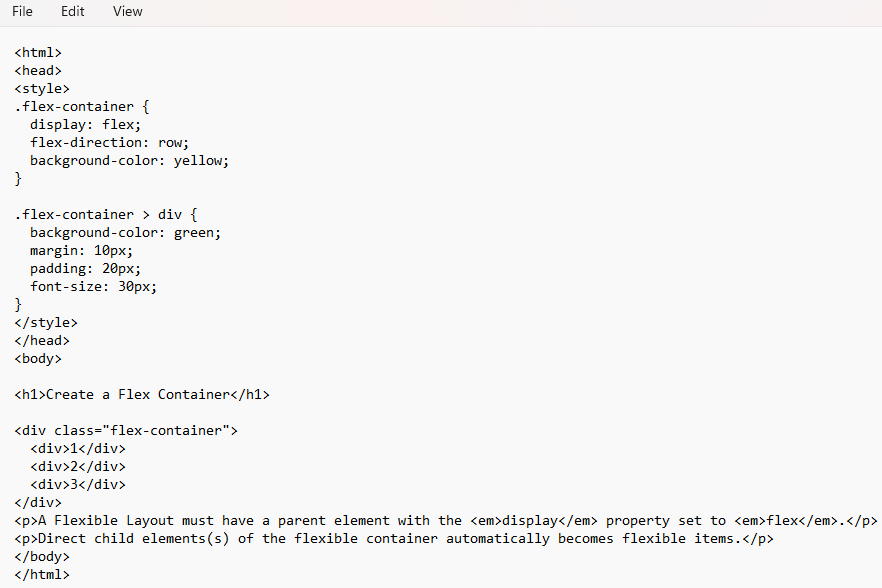 File Edit View
<html>
<head>
<style>
.flex-container {
  display: flex;
  flex-direction: row;
  background-color: yellow;
}

.flex-container > div {
  background-color: green;
  margin: 10px;
  padding: 20px;
  font-size: 30px;
}
</style>
</head>
<body>

<h1>Create a Flex Container</h1>

<div class="flex-container">
  <div>1</div>
  <div>2</div>
  <div>3</div>
</div>
<p>A Flexible Layout must have a parent element with the <em>display</em> property set to <em>flex</em>.</p>
<p>Direct child elements(s) of the flexible container automatically becomes flexible items.</p>
</body>
</html>